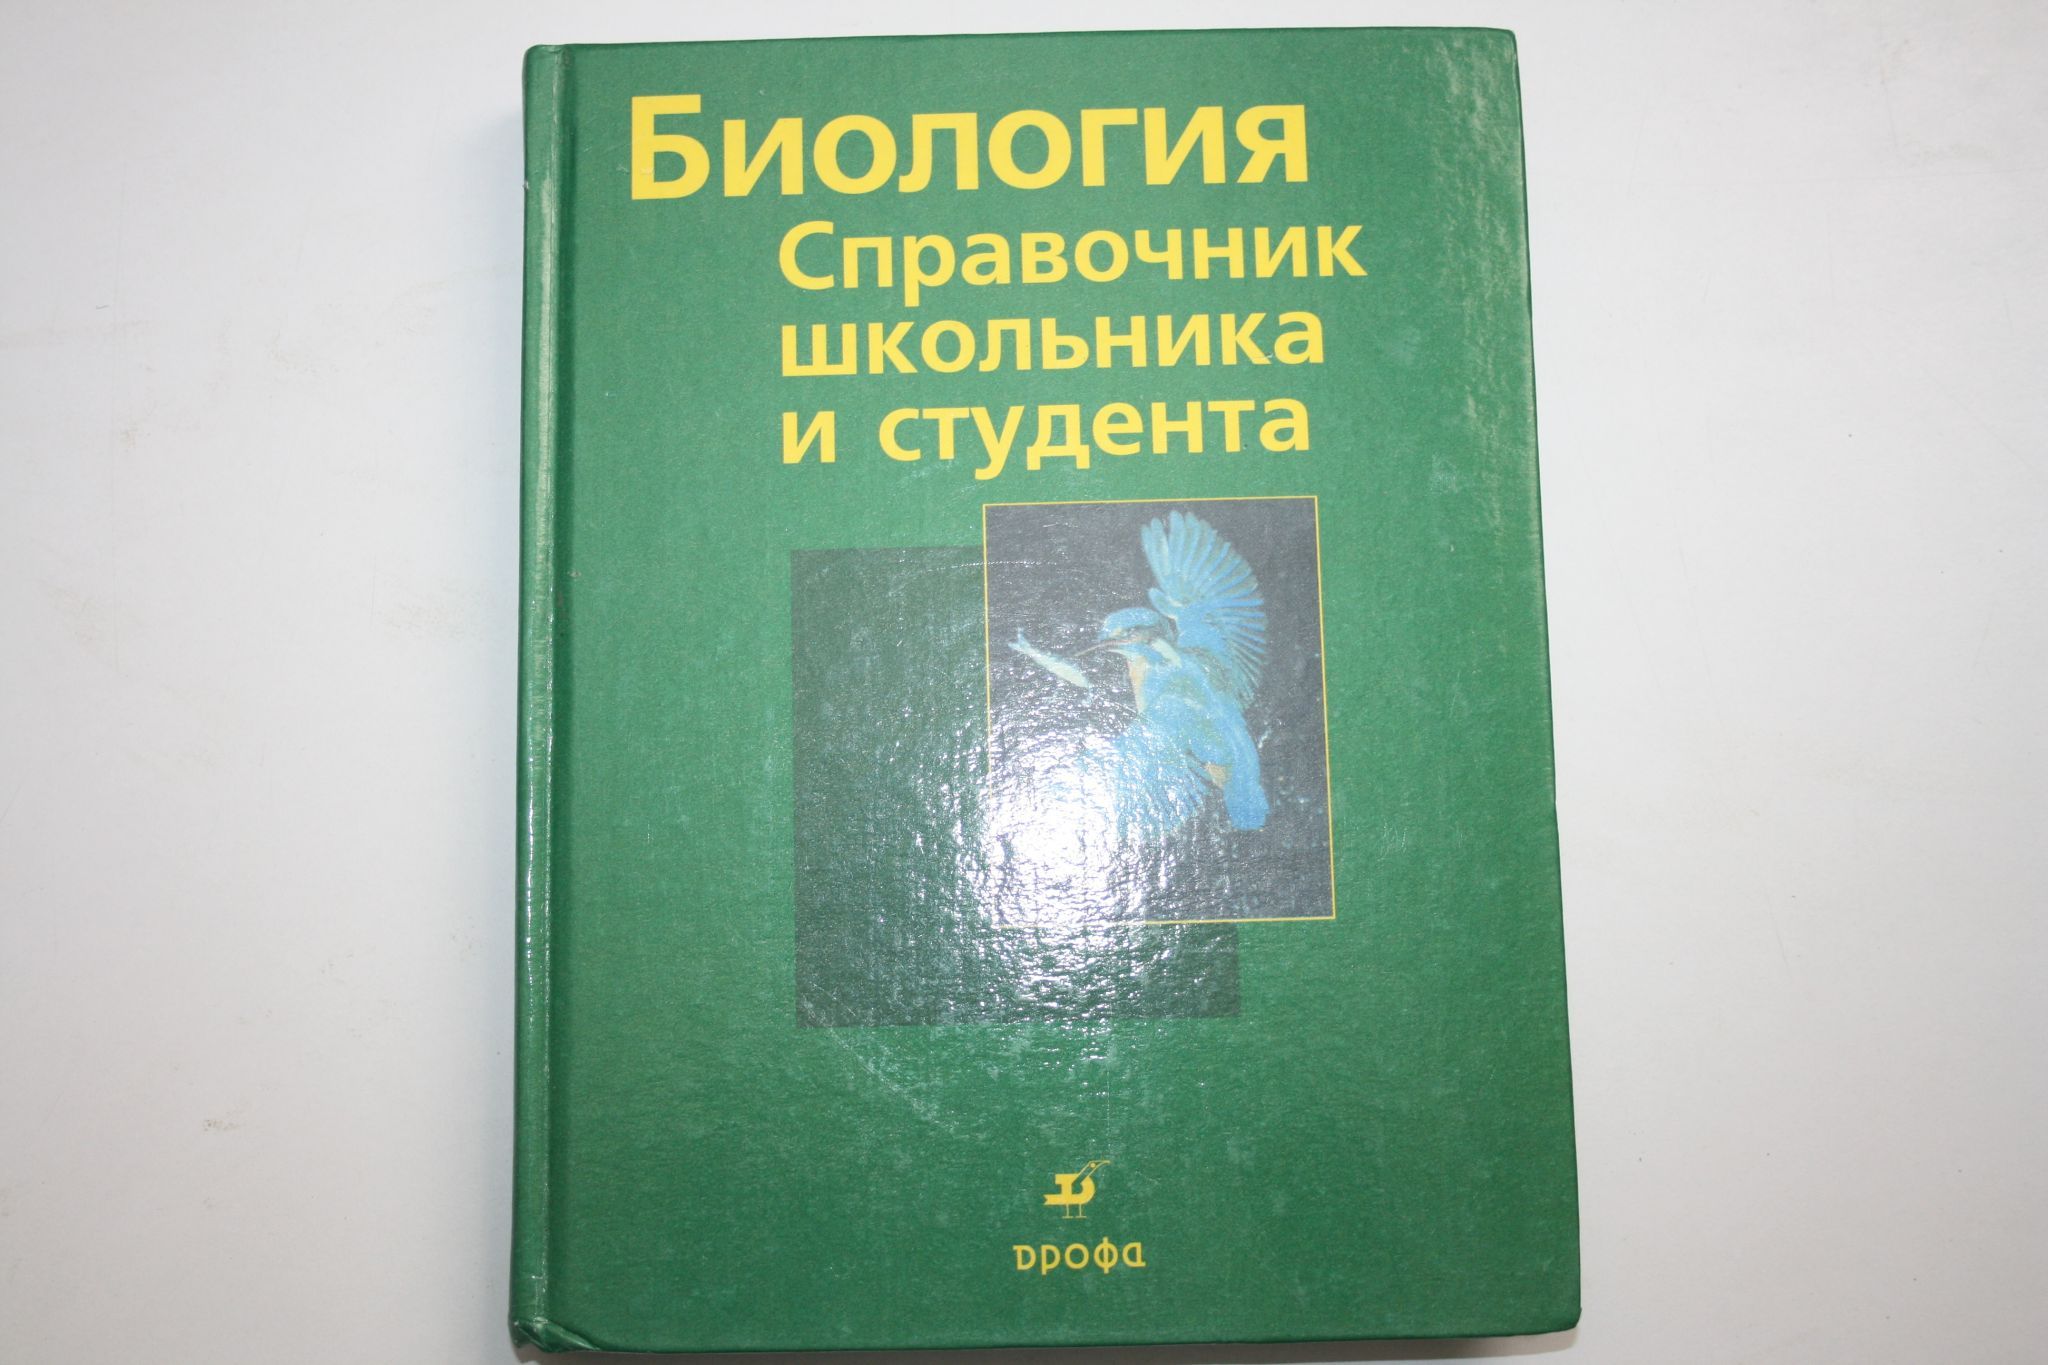 Биология
Справочник
школьника
и студента
дрофа